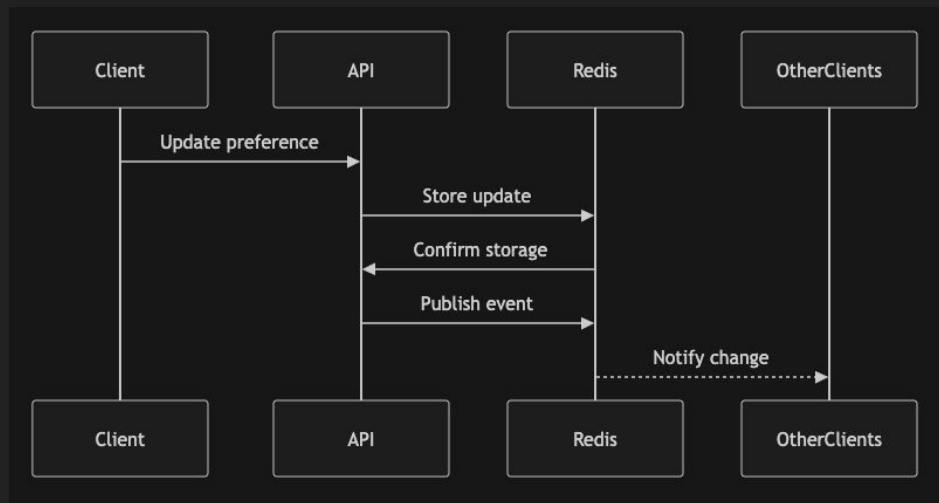 Client
API
Redis
OtherClients
Update preference
Store update
Confirm storage
Publish event
Notify change
Client
API
Redis
OtherClients